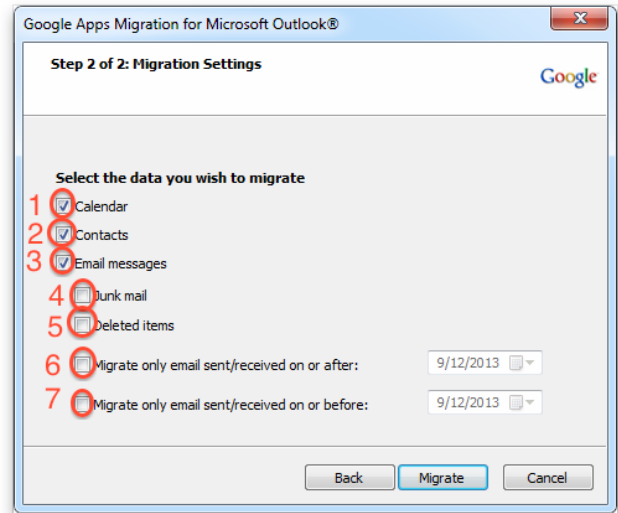 Google Apps Migration for Microsoft Outlook®
Step 2 of 2: Migration Settings
Google
Select the data you wish to migrate
1 Calendar
2 Contacts
3 Email messages
4 Junk mail
5 Deleted items
6 Migrate only email sent/received on or after: 9/12/2013
7 Migrate only email sent/received on or before: 9/12/2013
Back Migrate Cancel